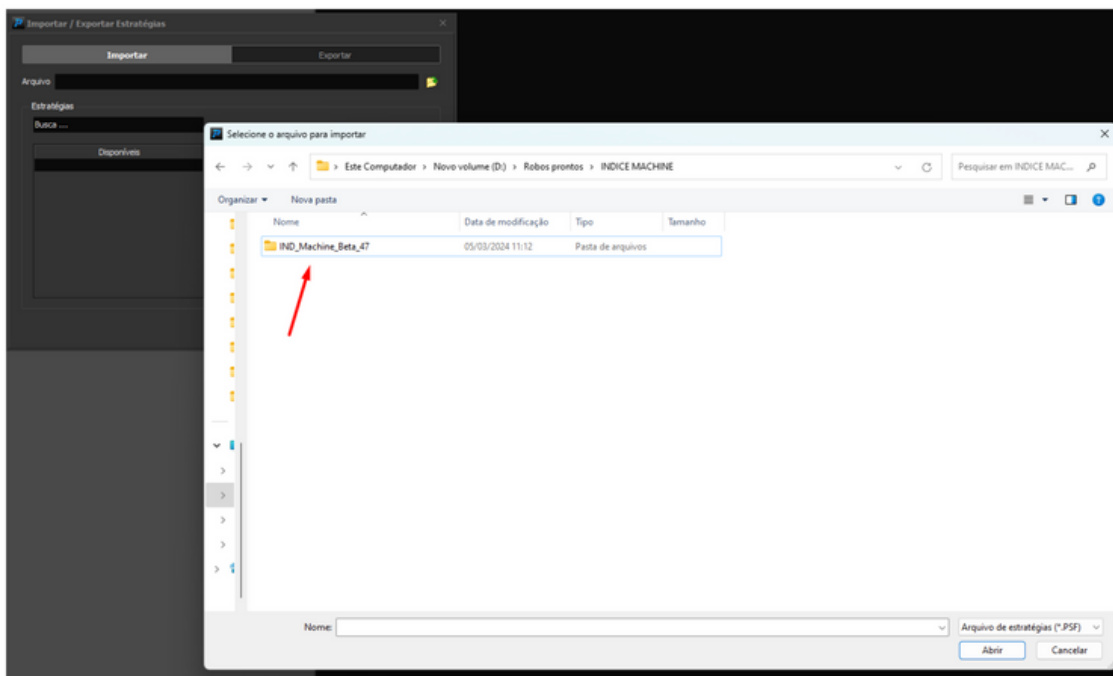 Importar / Exportar Estratégias
Importar
Exportar
Arquivo
Estratégias
Busca ....
Disponíveis
Selecione o arquivo para importar
Este Computador > Novo volume (D:) > Robos prontos > INDICE MACHINE
Pesquisar em INDICE MAC...
Organizar
Nova pasta
Nome
Data de modificação
Tipo
Tamanho
IND_Machine_Beta_47
05/03/2024 11:12
Pasta de arquivos
Nome:
Arquivo de estratégias (*.PSF)
Abrir
Cancelar